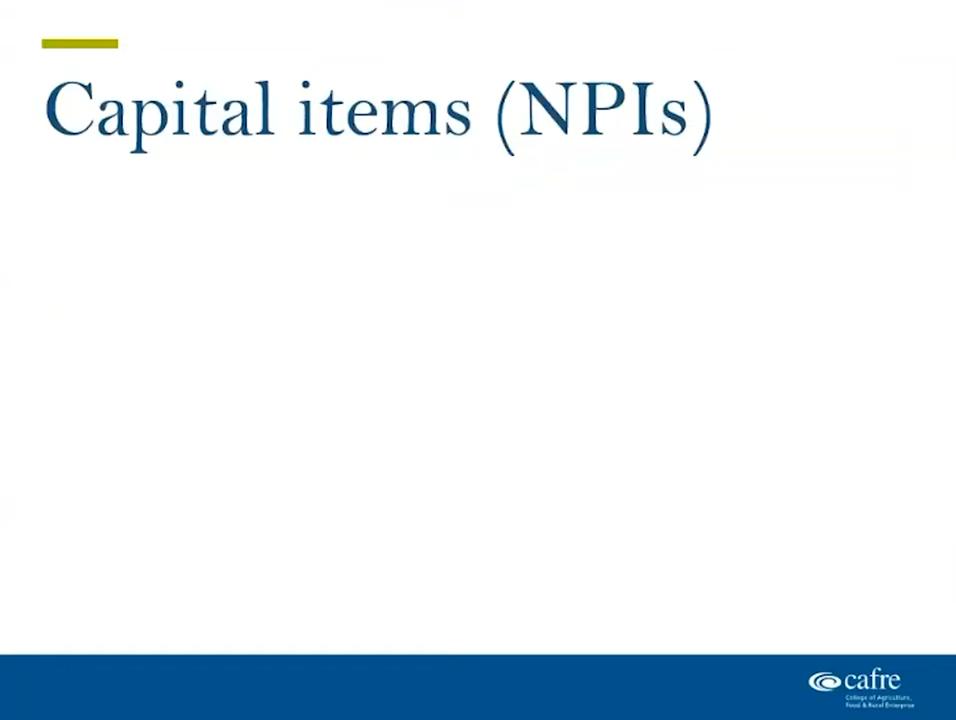 Capital items (NPIs)
cafre
College of Agriculture,
Food & Rural Enterprise